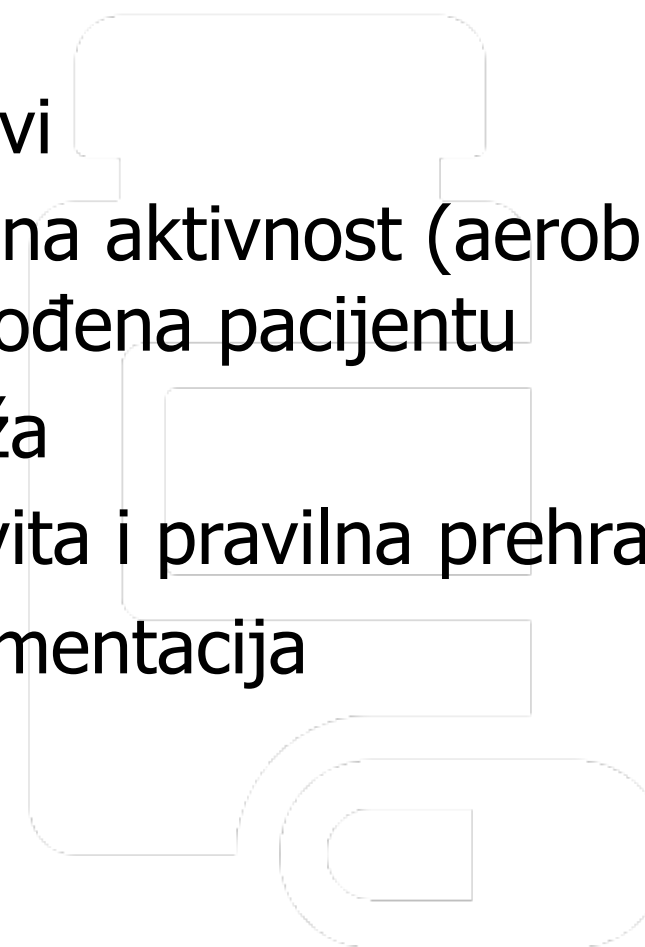 vi
na aktivnost (aerob
ođena pacijentu
ža
vita i pravilna prehra
mentacija